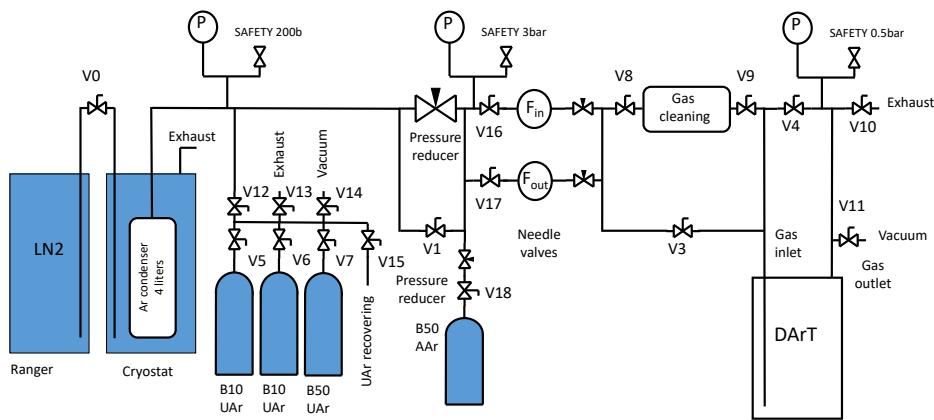 P
SAFETY 200b
P
SAFETY 3bar
P
SAFETY 0.5bar
V0
V8
V9
Exhaust
Pressure
reducer
V16
Fin
Gas
cleaning
V4
Exhaust
V10
Exhaust
Vacuum
V12
V13
V14
V17
Fout
Needle
valves
V3
Gas
inlet
V11
Vacuum
Gas
outlet
LN2
Ar condenser
4 liters
V5
V6
V7
V15
V1
Pressure
reducer
V18
UAr recovering
B50
AAr
DArT
Ranger
Cryostat
B10
UAr
B10
UAr
B50
UAr